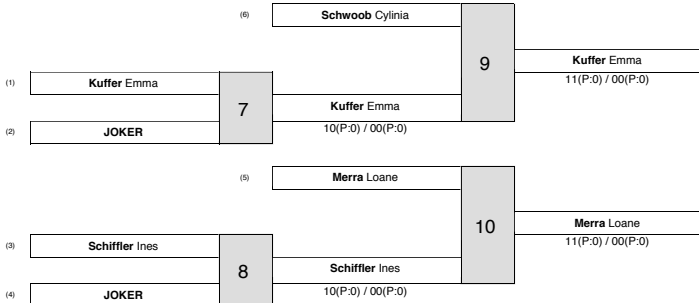 (6) Schwoob Cylinia
9
Kuffer Emma
11(P:0) / 00(P:0)
(1) Kuffer Emma
7
Kuffer Emma
10(P:0) / 00(P:0)
(2) JOKER
(5) Merra Loane
10
Merra Loane
11(P:0) / 00(P:0)
(3) Schiffler Ines
8
Schiffler Ines
10(P:0) / 00(P:0)
(4) JOKER